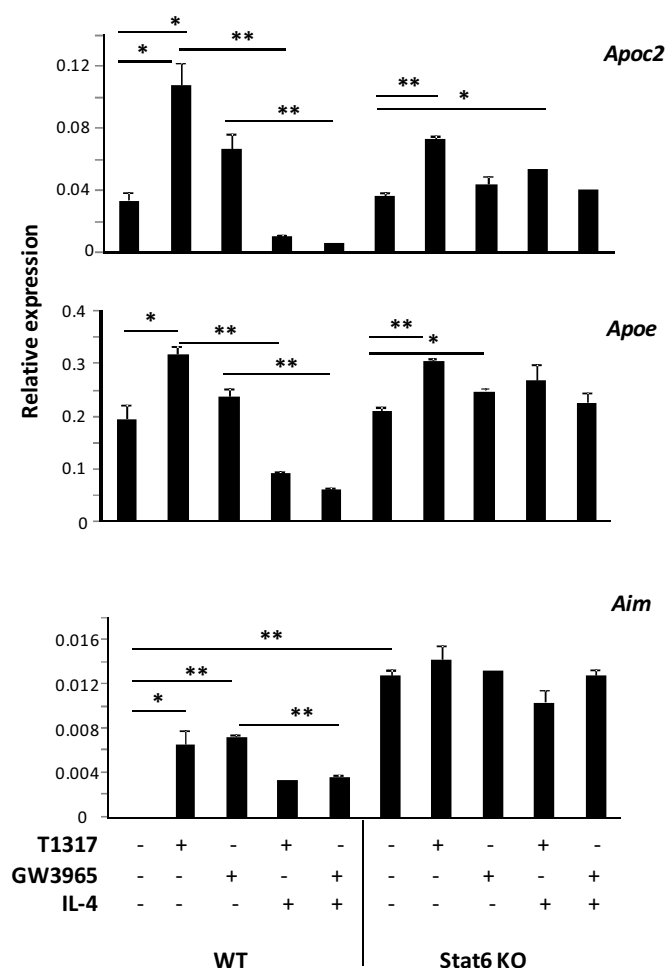 *
* ** Apoc2
0.12
** *
**
0.08
0.04
0
Relative expression
0.4 Apoe
* ** **
*
0.3 **
0.2
0.1
0
Aim
0.016 **
0.012 **
* **
0.008
0.004
0
T1317 - + - + - - + - + -
GW3965 - - + - + - - + - +
IL-4 - - - + + - - - + +
WT Stat6 KO